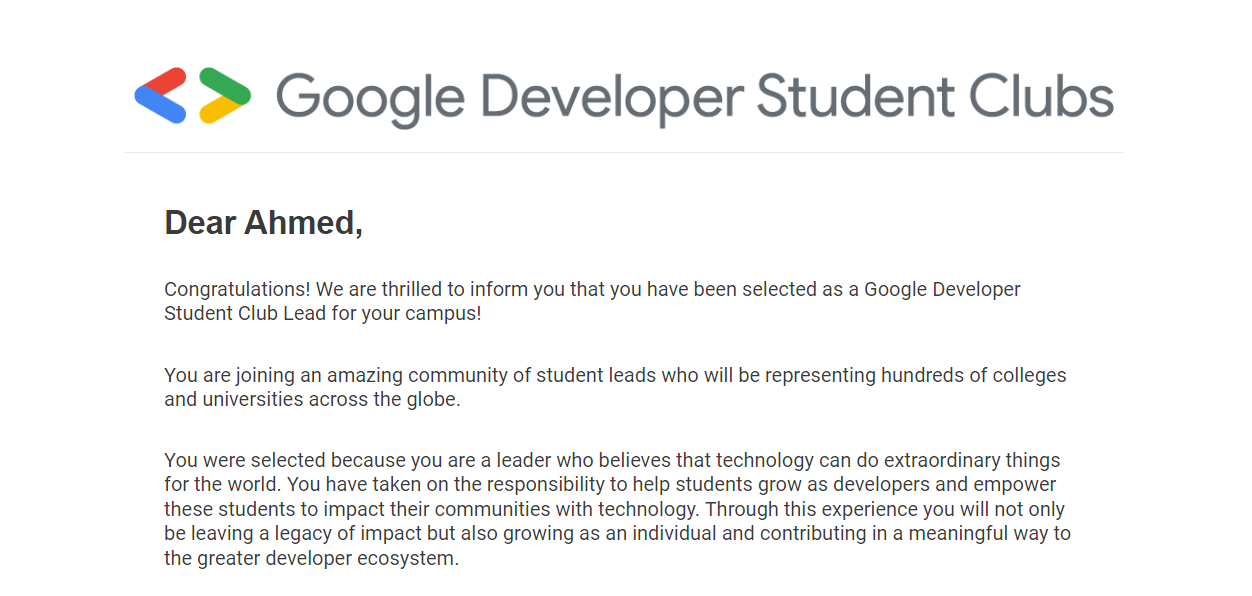 Google Developer Student Clubs
Dear Ahmed,
Congratulations! We are thrilled to inform you that you have been selected as a Google Developer
Student Club Lead for your campus!
You are joining an amazing community of student leads who will be representing hundreds of colleges
and universities across the globe.
You were selected because you are a leader who believes that technology can do extraordinary things
for the world. You have taken on the responsibility to help students grow as developers and empower
these students to impact their communities with technology. Through this experience you will not only
be leaving a legacy of impact but also growing as an individual and contributing in a meaningful way to
the greater developer ecosystem.